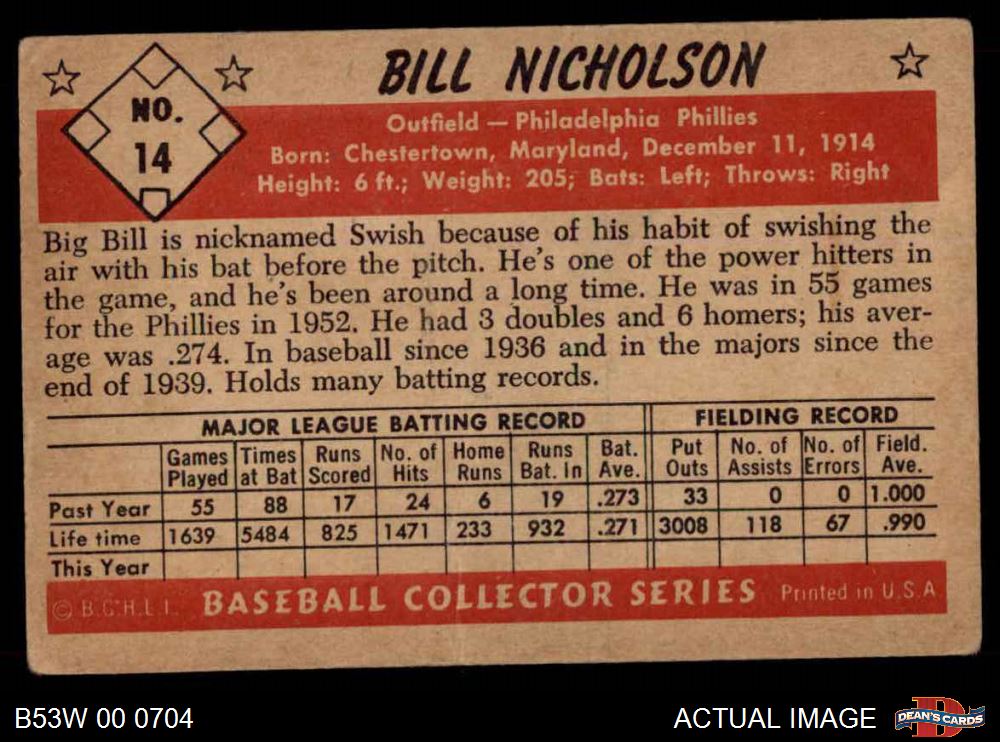 BILL NICHOLSON
NO.
14
Outfield — Philadelphia Phillies
Born: Chestertown, Maryland, December 11, 1914
Height: 6 ft.; Weight: 205; Bats: Left; Throws: Right
Big Bill is nicknamed Swish because of his habit of swishing the
air with his bat before the pitch. He's one of the power hitters in
the game, and he's been around a long time. He was in 55 games
for the Phillies in 1952. He had 3 doubles and 6 homers; his aver-
age was .274. In baseball since 1936 and in the majors since the
end of 1939. Holds many batting records.
MAJOR LEAGUE BATTING RECORD FIELDING RECORD
Games Times Runs No. of Home Runs Bat. Put No. of No. of Field.
Played at Bat Scored Hits Runs Bat. In Ave. Outs Assists Errors Ave.
Past Year 55 88 17 24 6 19 .273 33 0 0 1.000
Life time 1639 5484 825 1471 233 932 .271 3008 118 67 .990
This Year
© B.G.H.L.I. BASEBALL COLLECTOR SERIES Printed in U.S.A
B53W 00 0704 ACTUAL IMAGE DEAN'S CARDS